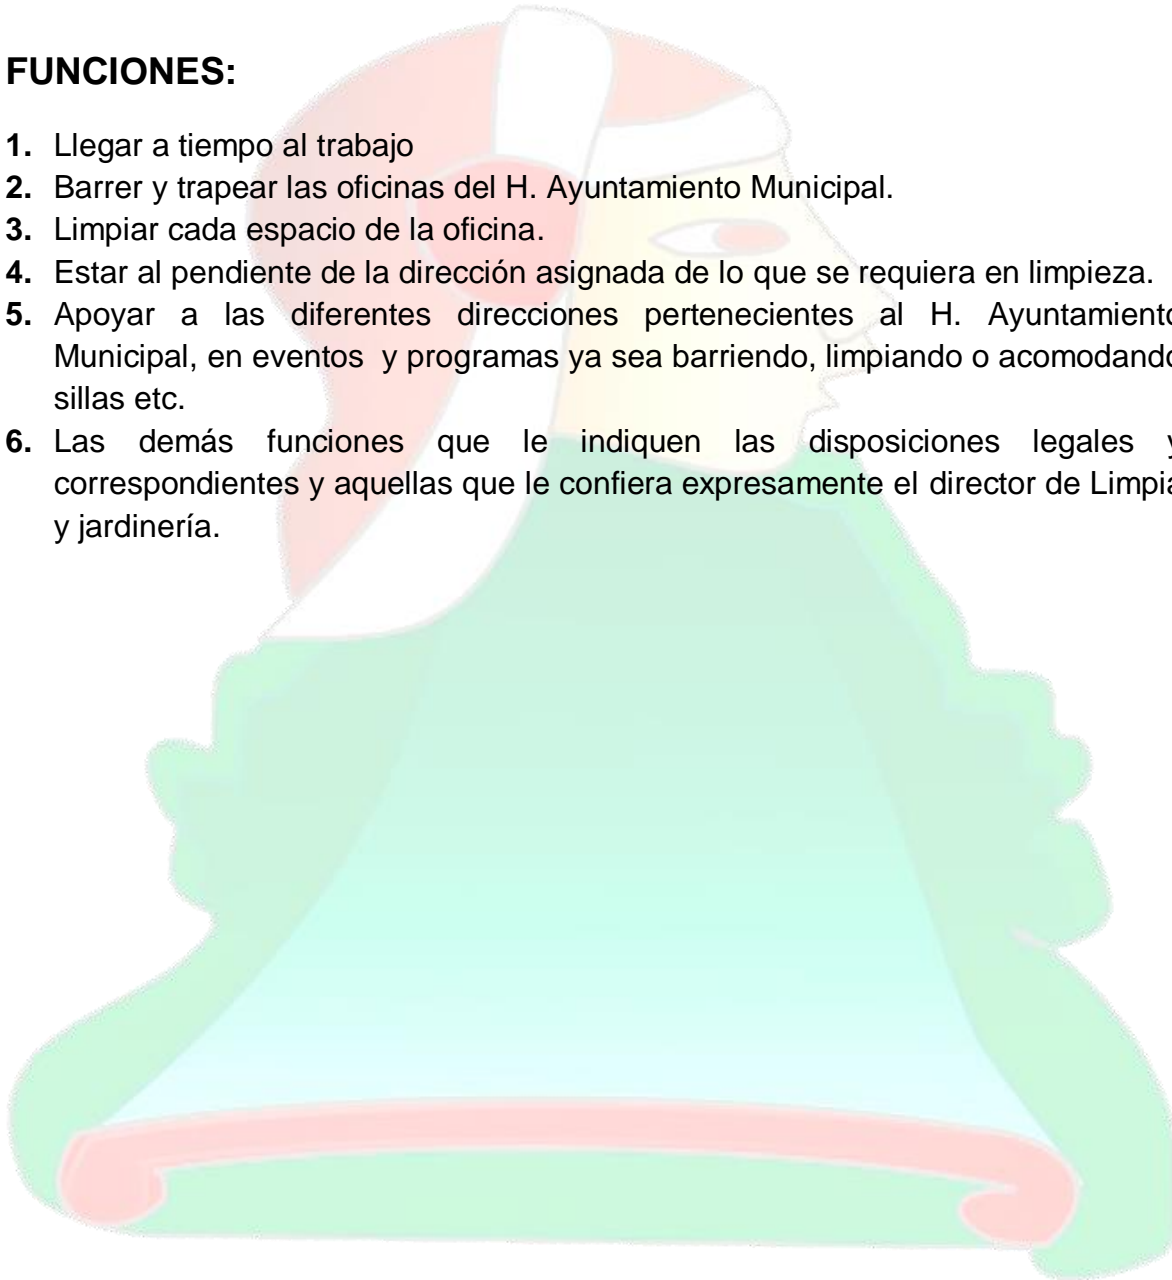 FUNCIONES:
1. Llegar a tiempo al trabajo
2. Barrer y trapear las oficinas del H. Ayuntamiento Municipal.
3. Limpiar cada espacio de la oficina.
4. Estar al pendiente de la dirección asignada de lo que se requiera en limpieza.
5. Apoyar a las diferentes direcciones pertenecientes al H. Ayuntamiento
Municipal, en eventos y programas ya sea barriendo, limpiando o acomodando
sillas etc.
6. Las demás funciones que le indiquen las disposiciones legales y
correspondientes y aquellas que le confiera expresamente el director de Limpia
y jardinería.